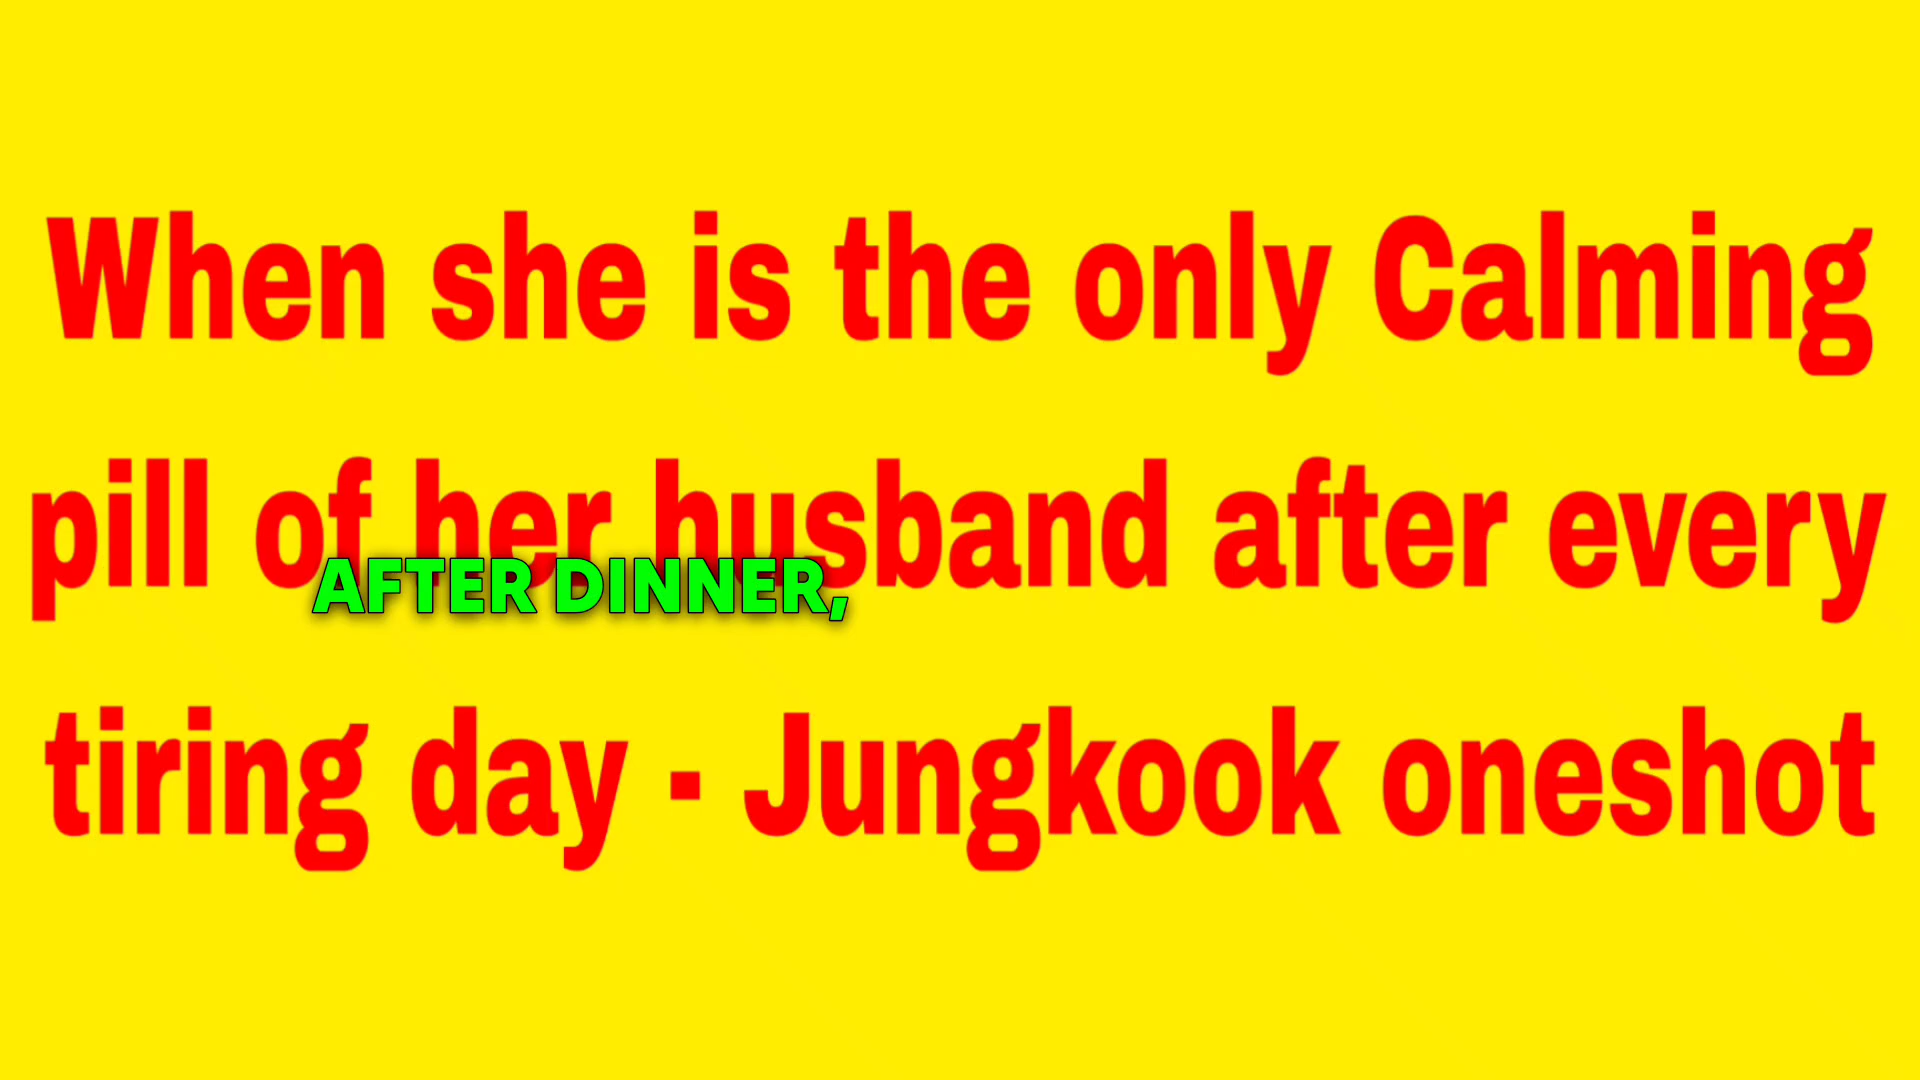 When she is the only Calming
pill of her husband after every
AFTER DINNER,
tiring day - Jungkook oneshot